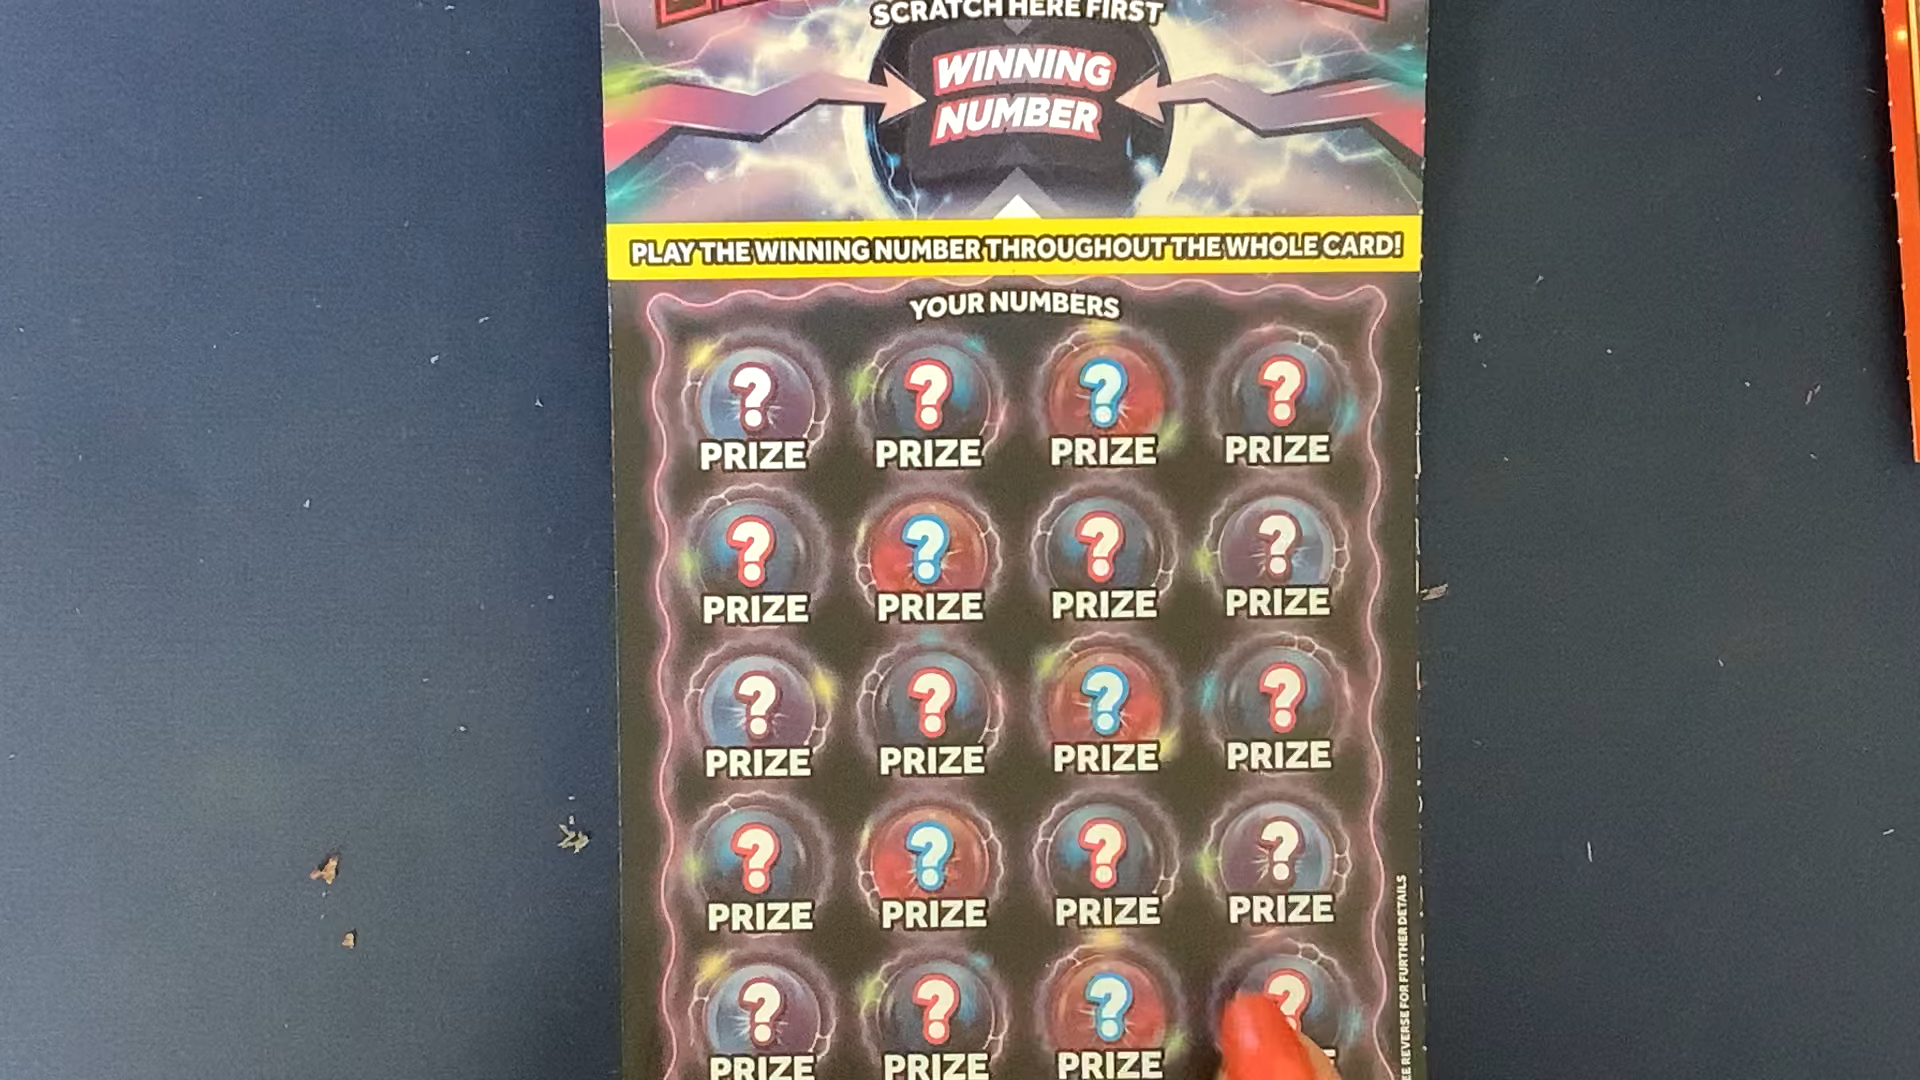 SCRATCH HERE FIRST
WINNING
NUMBER
PLAY THE WINNING NUMBER THROUGHOUT THE WHOLE CARD!
YOUR NUMBERS
? ? ? ?
PRIZE PRIZE PRIZE PRIZE
? ? ? ?
PRIZE PRIZE PRIZE PRIZE
? ? ? ?
PRIZE PRIZE PRIZE PRIZE
? ? ? ?
PRIZE PRIZE PRIZE PRIZE
? ? ? ?
PRIZE PRIZE PRIZE
REVERSE FOR FURTHER DETAILS